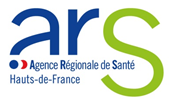 ars
Agence Régionale de Santé
Hauts-de-France